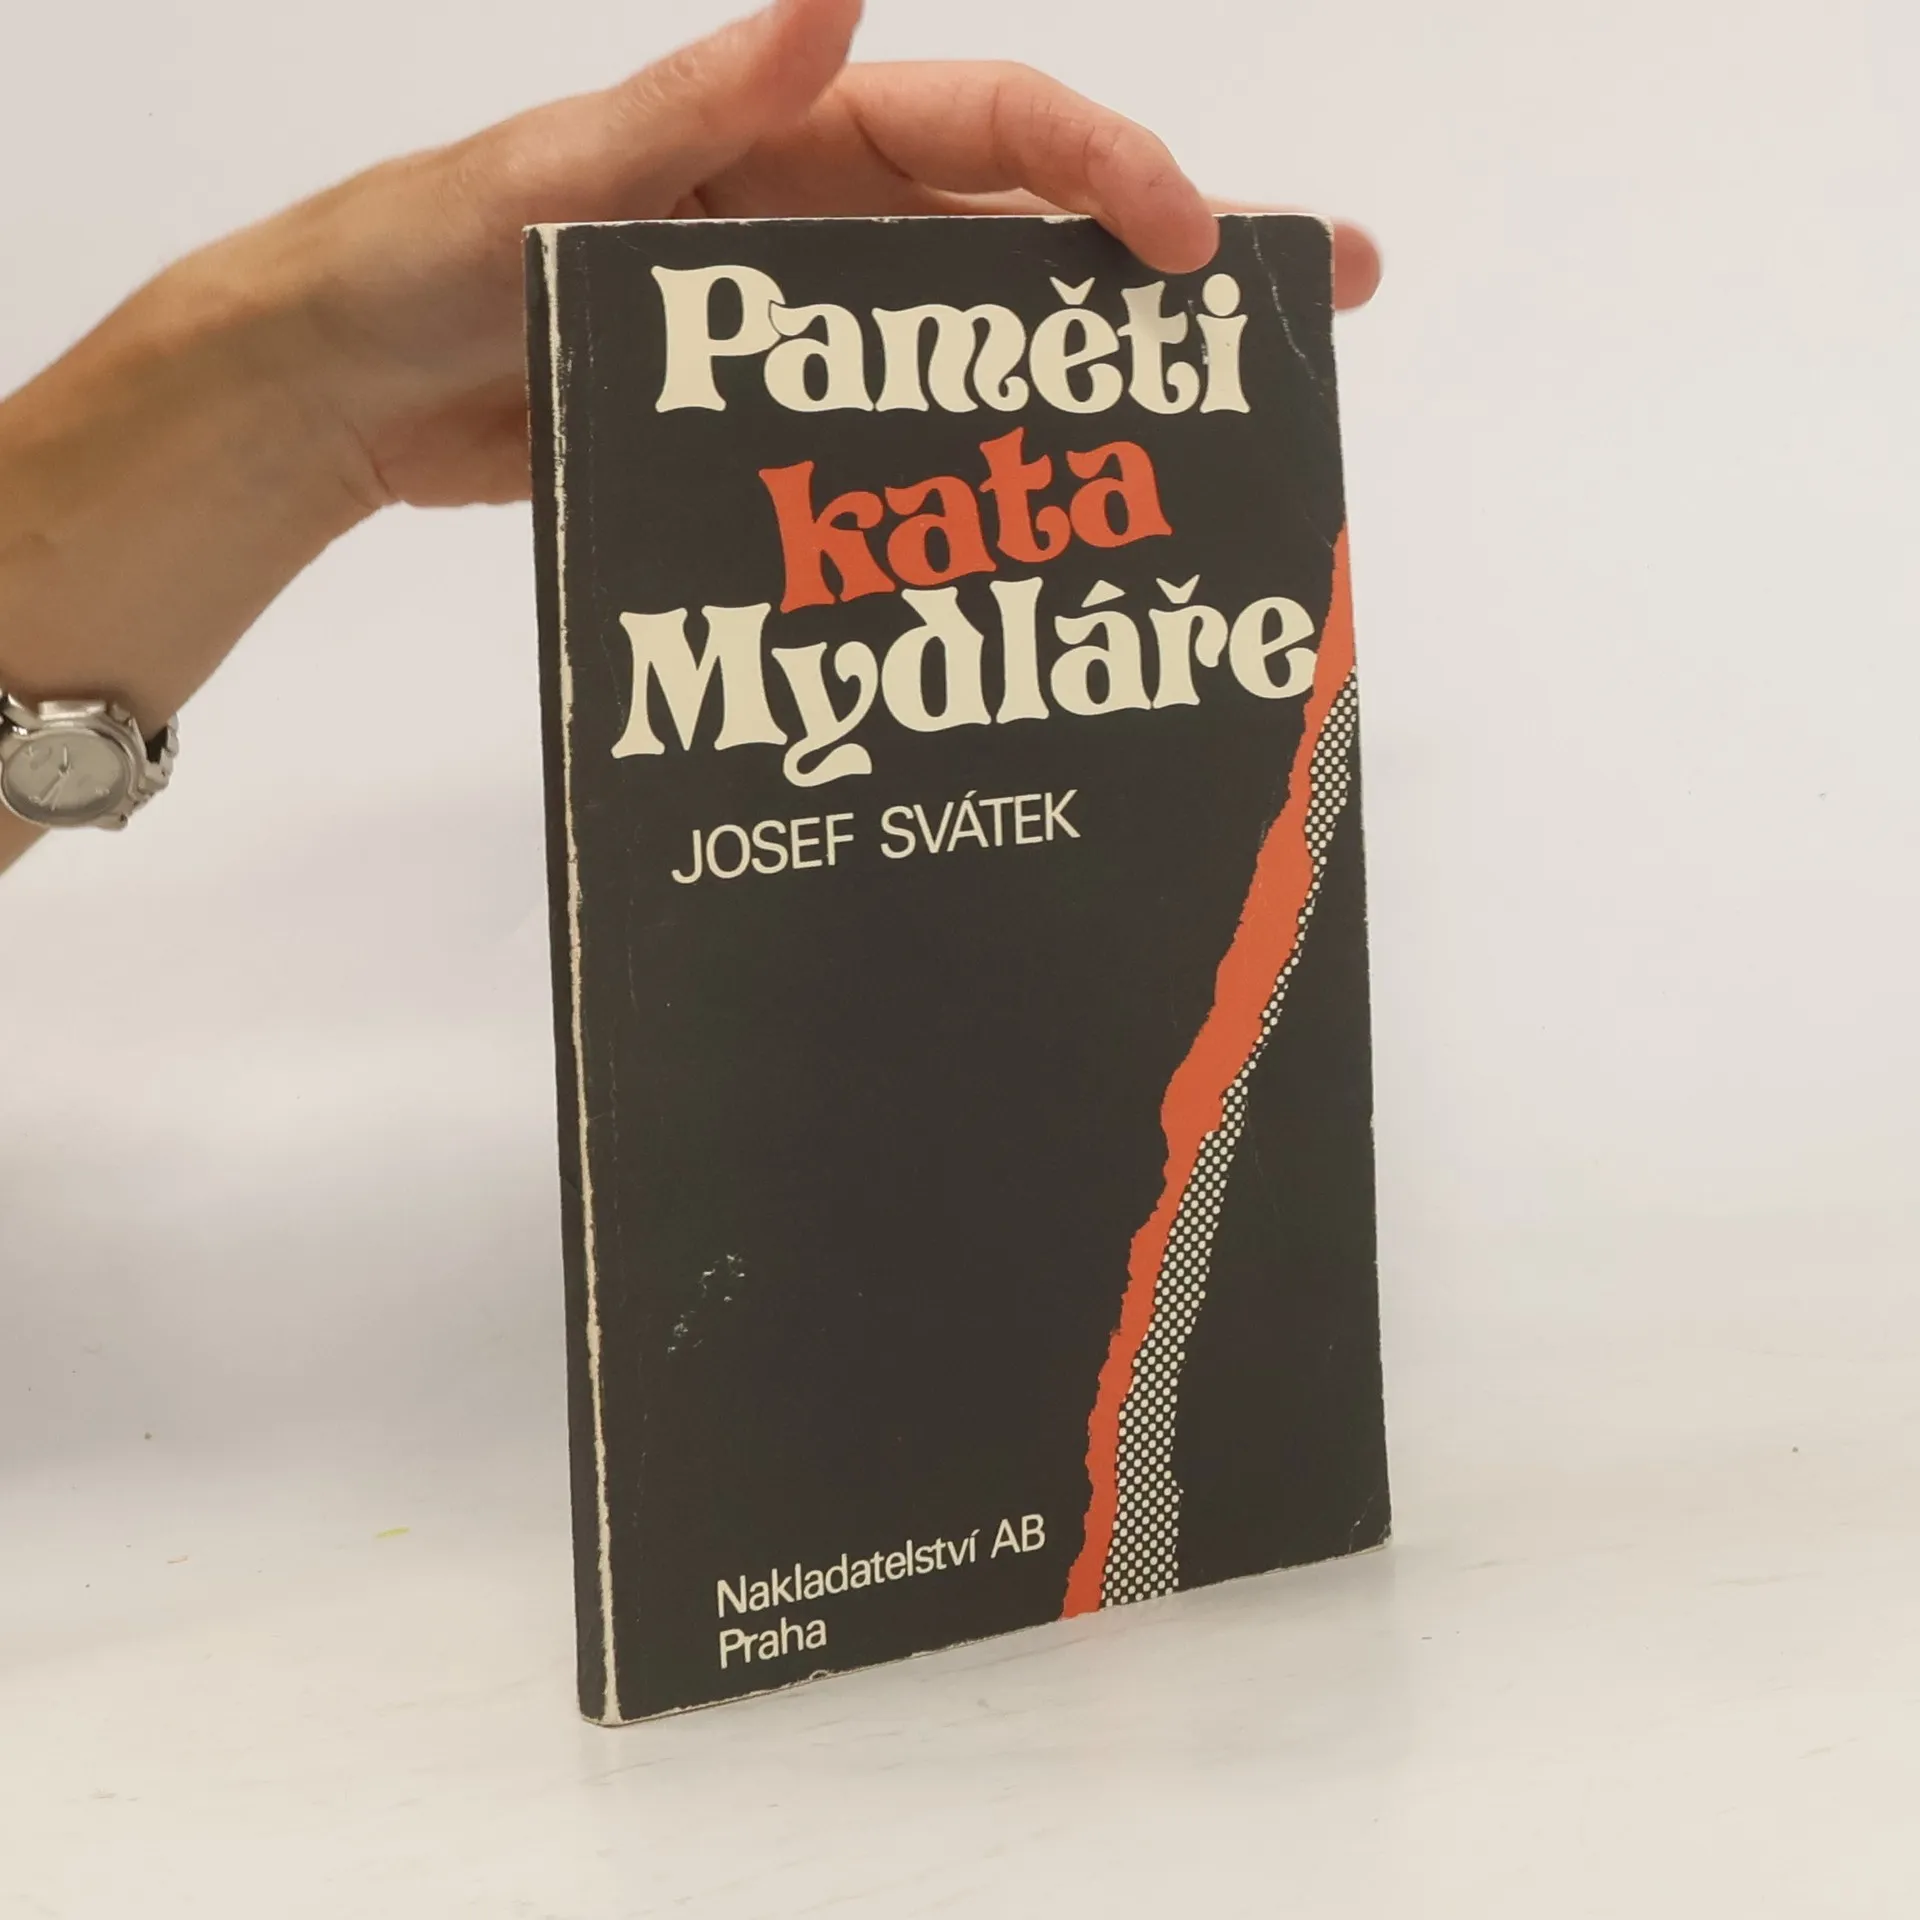 Paměti
kata
Mydláře
JOSEF SVÁTEK
Nakladatelství AB
Praha